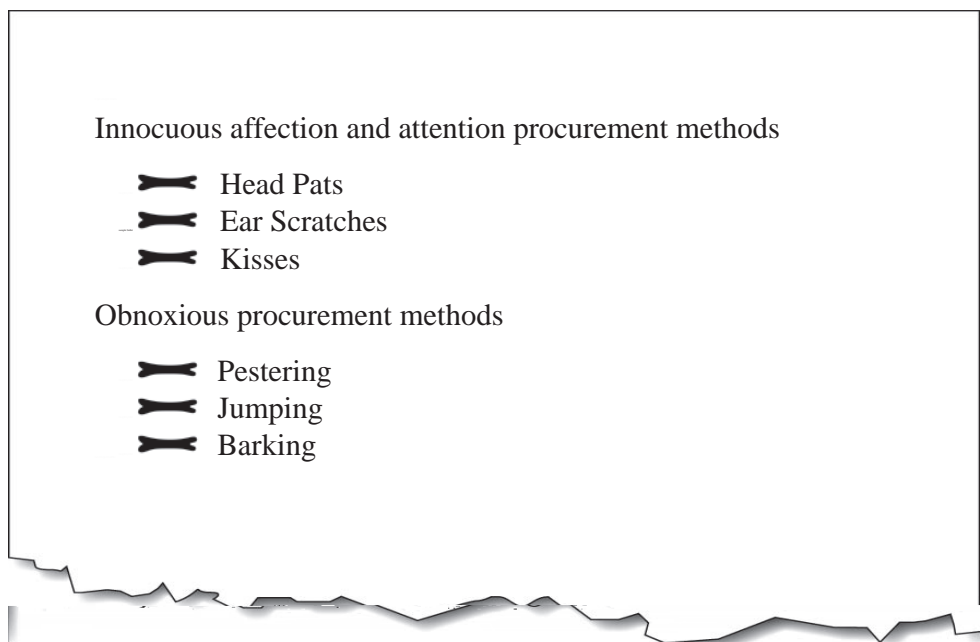 Innocuous affection and attention procurement methods
Head Pats
Ear Scratches
Kisses
Obnoxious procurement methods
Pestering
Jumping
Barking